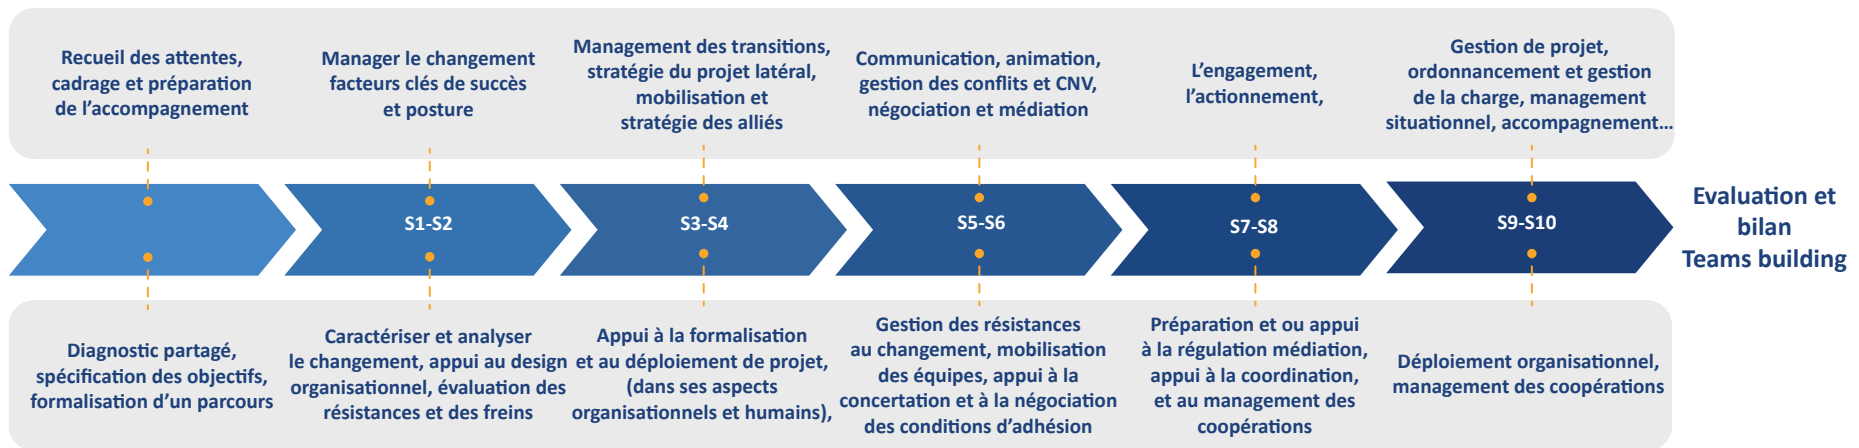 Recueil des attentes,
cadrage et préparation
de l'accompagnement
Manager le changement
facteurs clés de succès
et posture
Management des transitions,
stratégie du projet latéral,
mobilisation et
stratégie des alliés
Communication, animation,
gestion des conflits et CNV,
négociation et médiation
L'engagement,
l'actionnement,
Gestion de projet,
ordonnancement et gestion
de la charge, management
situationnel, accompagnement...
S1-S2
S3-S4
S5-S6
S7-S8
S9-S10
Evaluation et
bilan
Teams building
Diagnostic partagé,
spécification des objectifs,
formalisation d'un parcours
Caractériser et analyser
le changement, appui au design
organisationnel, évaluation des
résistances et des freins
Appui à la formalisation
et au déploiement de projet,
(dans ses aspects
organisationnels et humains),
Gestion des résistances
au changement, mobilisation
des équipes, appui à la
concertation et à la négociation
des conditions d'adhésion
Préparation et ou appui
à la régulation médiation,
appui à la coordination,
et au management des
coopérations
Déploiement organisationnel,
management des coopérations